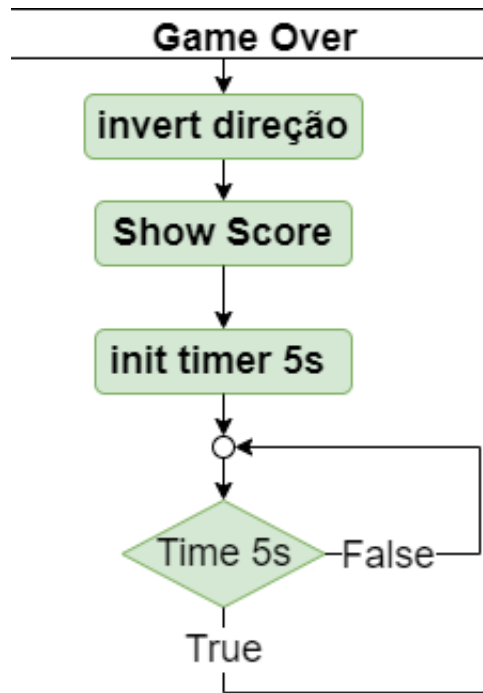 Game Over
invert direção
Show Score
init timer 5s
Time 5s
False
True